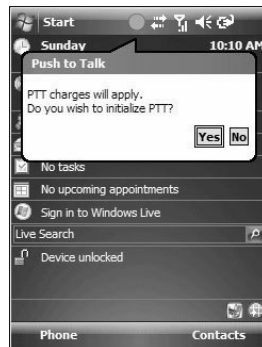 Start
Sunday 10:10 AM
Push to Talk
PTT charges will apply.
Do you wish to initialize PTT?
Yes No
No tasks
No upcoming appointments
Sign in to Windows Live
Live Search
Device unlocked
Phone Contacts